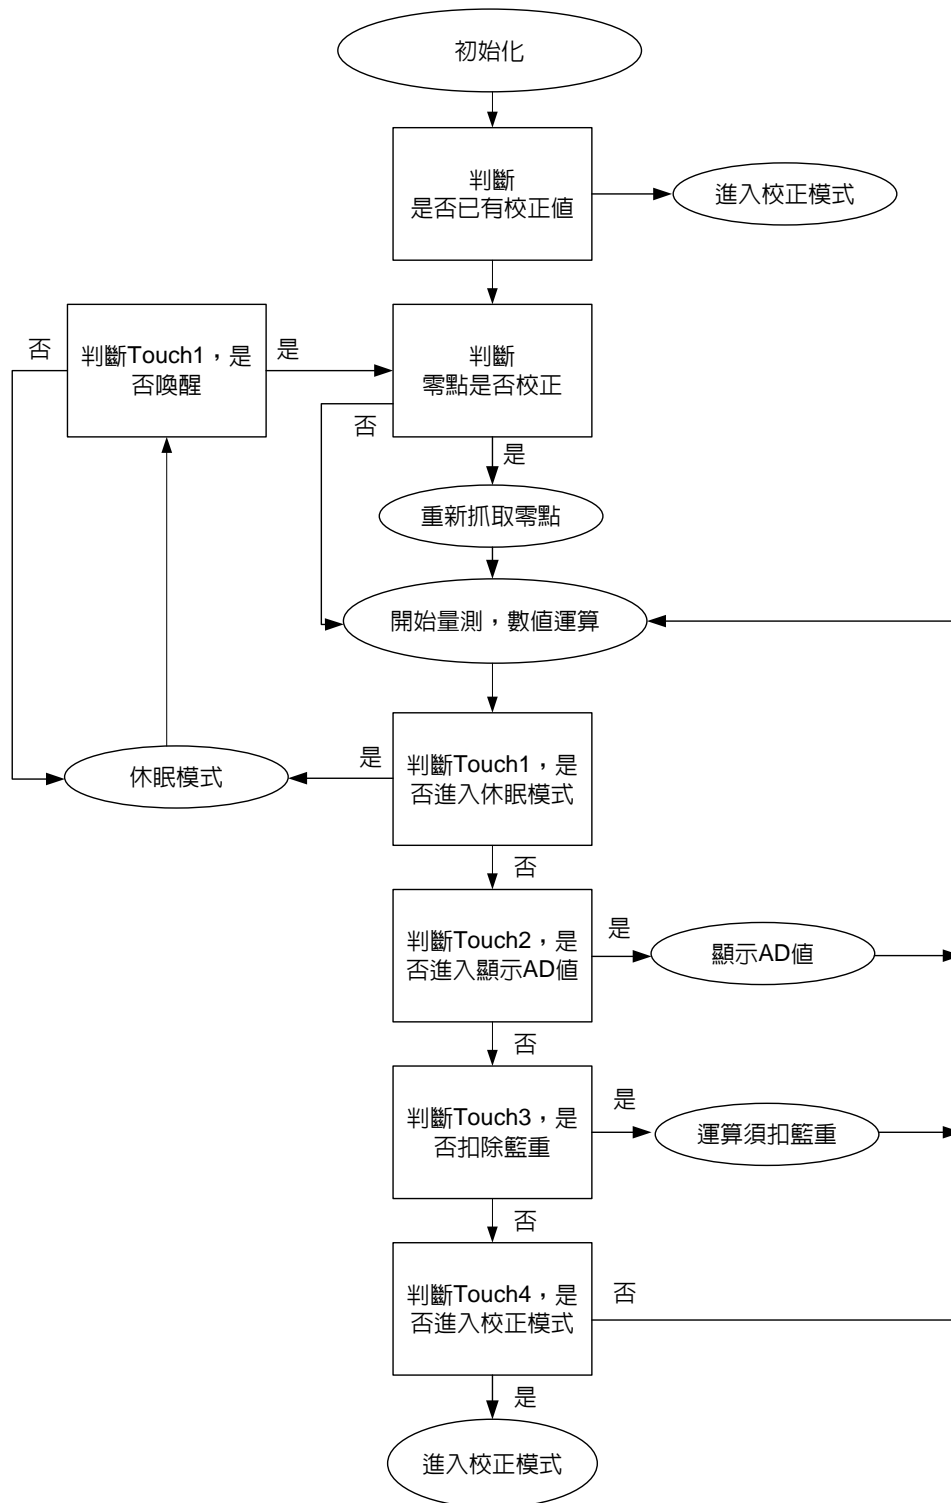 初始化
判斷
是否已有校正值
進入校正模式
否
判斷Touch1，是
否喚醒
是
判斷
零點是否校正
否
是
重新抓取零點
開始量測，數值運算
休眠模式
是
判斷Touch1，是
否進入休眠模式
否
判斷Touch2，是
否進入顯示AD值
是
顯示AD值
否
判斷Touch3，是
否扣除籃重
是
運算須扣籃重
否
判斷Touch4，是
否進入校正模式
否
是
進入校正模式